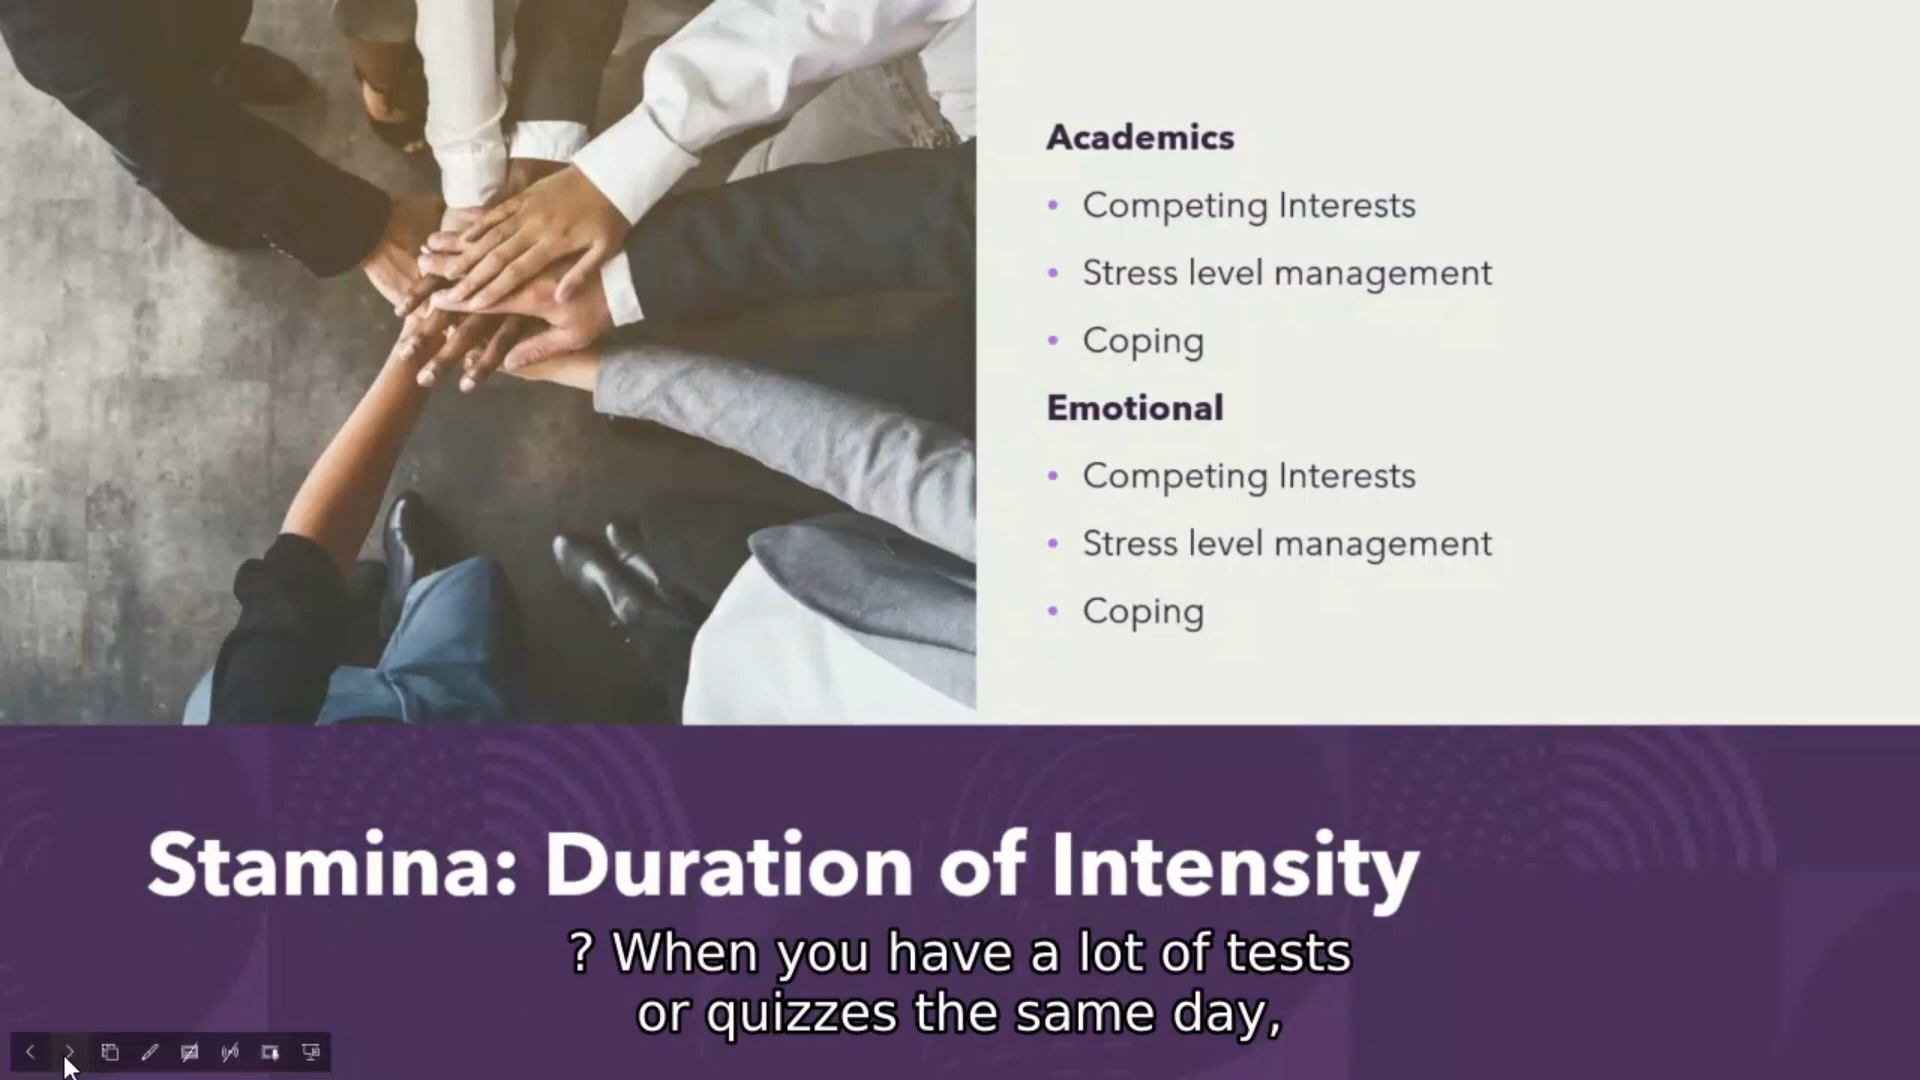 Academics
• Competing Interests
• Stress level management
• Coping
Emotional
• Competing Interests
• Stress level management
• Coping
Stamina: Duration of Intensity
? When you have a lot of tests
or quizzes the same day,